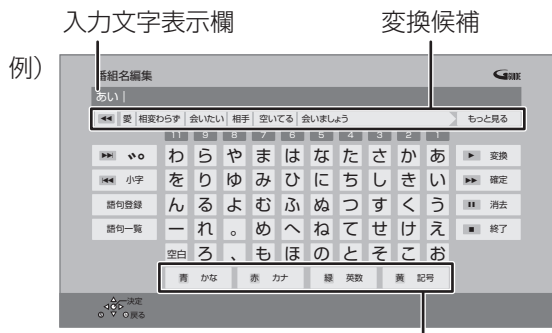 入力文字表示欄 変換候補
例）
番組名編集 GGUIDE
あい
◀◀ 愛 相変わらず 会いたい 相手 空いてる 会いましょう もっと見る
11 9 8 7 6 5 4 3 2 1
▶▶| ゛゜ わ ら や ま は な た さ か あ ▶ 変換
|◀◀ 小字 を り ゆ み ひ に ち し き い ▶▶ 確定
語句登録 ん る よ む ふ ぬ つ す く う 消去
語句一覧 ー れ 。 め へ ね て せ け え ■ 終了
空白 ろ 、 も ほ の と そ こ お
青 かな 赤 カナ 緑 英数 黄 記号
決定
戻る